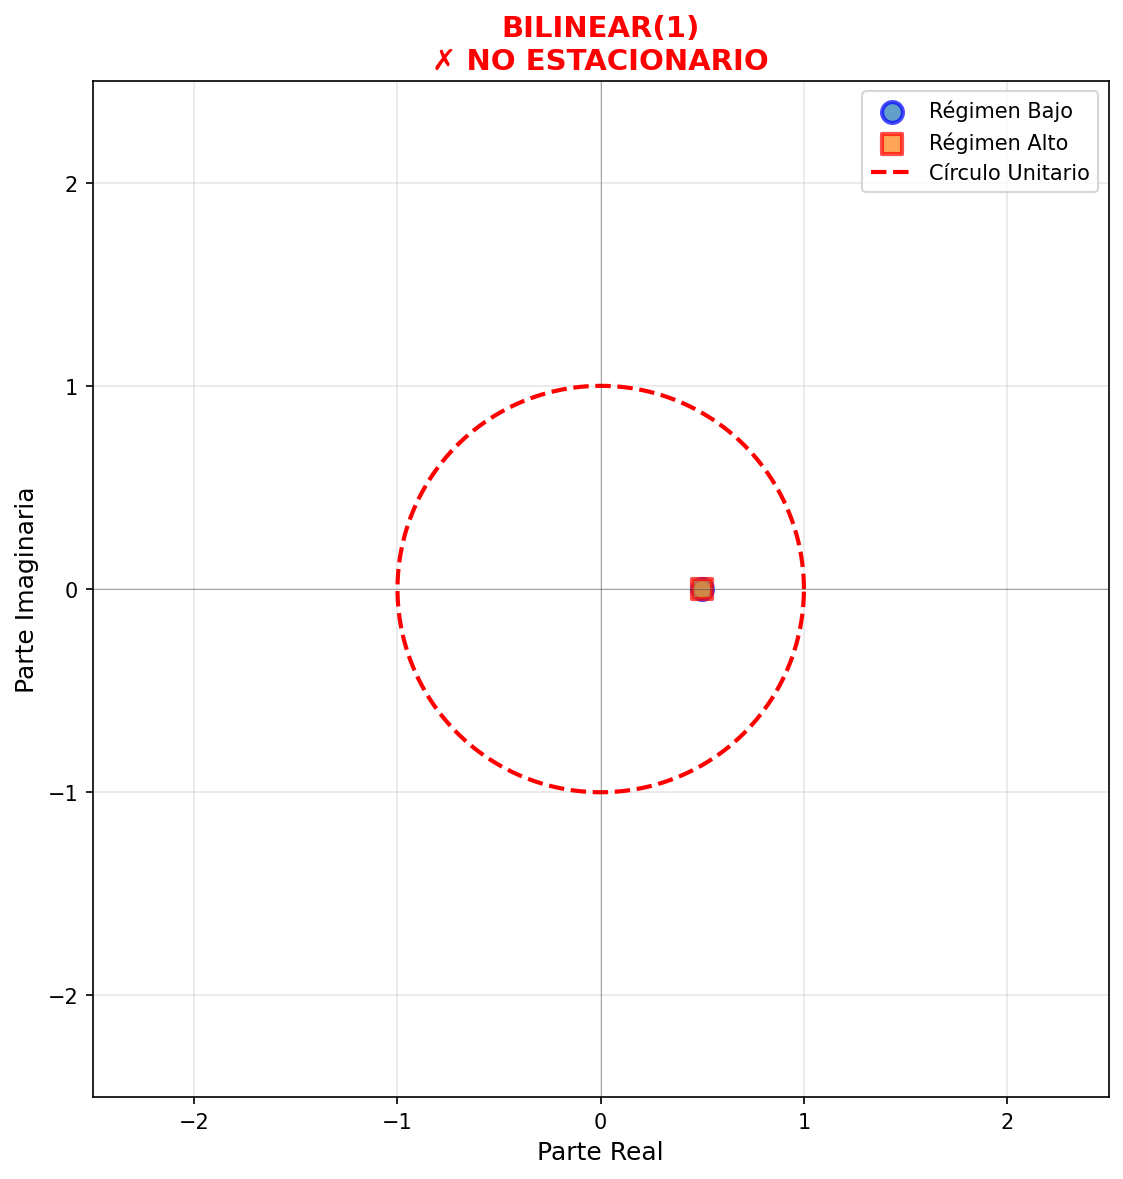 BILINEAR(1)
✗ NO ESTACIONARIO
Régimen Bajo
Régimen Alto
Círculo Unitario
2
1
0
−1
−2
Parte Imaginaria
−2
−1
0
1
2
Parte Real